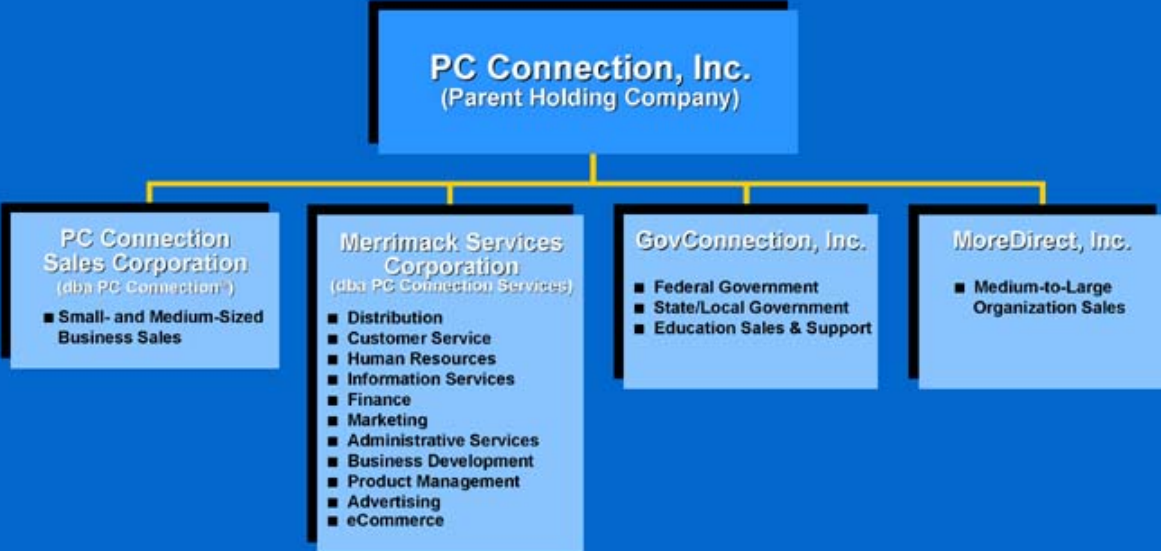 PC Connection, Inc.
(Parent Holding Company)
PC Connection
Sales Corporation
(dba PC Connection®)
■ Small- and Medium-Sized
Business Sales
Merrimack Services
Corporation
(dba PC Connection Services)
■ Distribution
■ Customer Service
■ Human Resources
■ Information Services
■ Finance
■ Marketing
■ Administrative Services
■ Business Development
■ Product Management
■ Advertising
■ eCommerce
GovConnection, Inc.
■ Federal Government
■ State/Local Government
■ Education Sales & Support
MoreDirect, Inc.
■ Medium-to-Large
Organization Sales